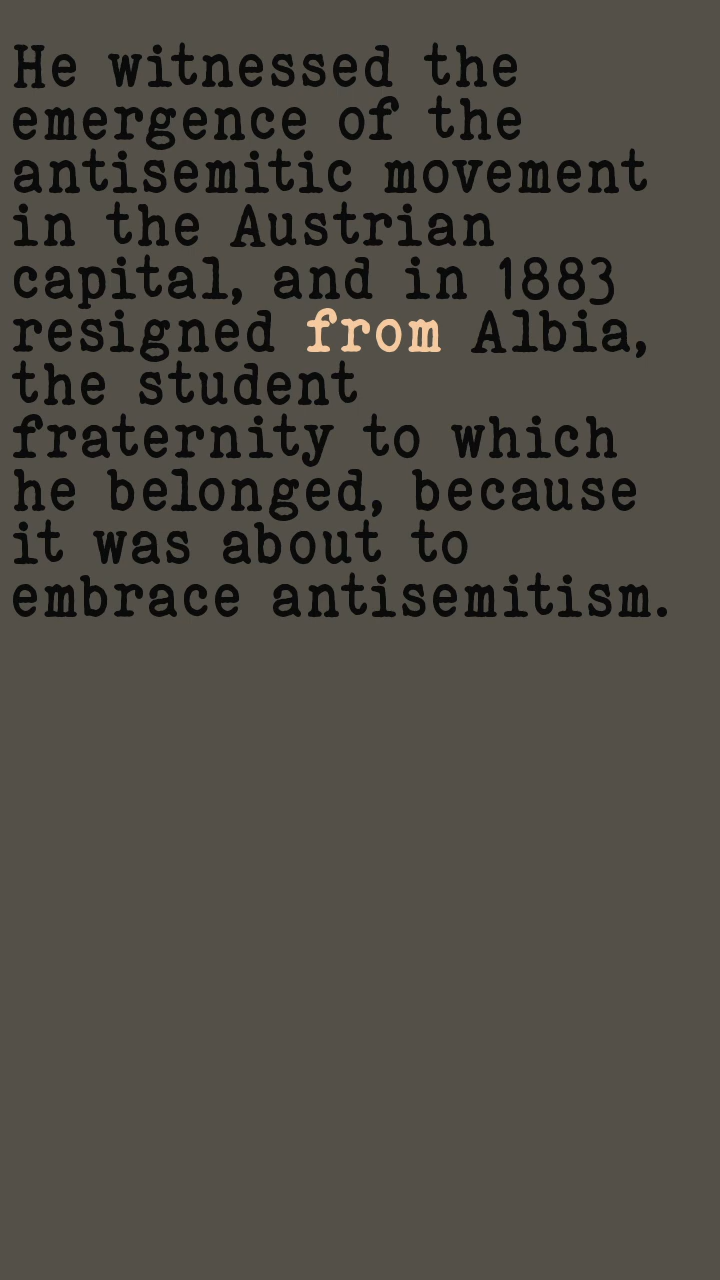 He witnessed the
emergence of the
antisemitic movement
in the Austrian
capital, and in 1883
resigned from Albia,
the student
fraternity to which
he belonged, because
it was about to
embrace antisemitism.